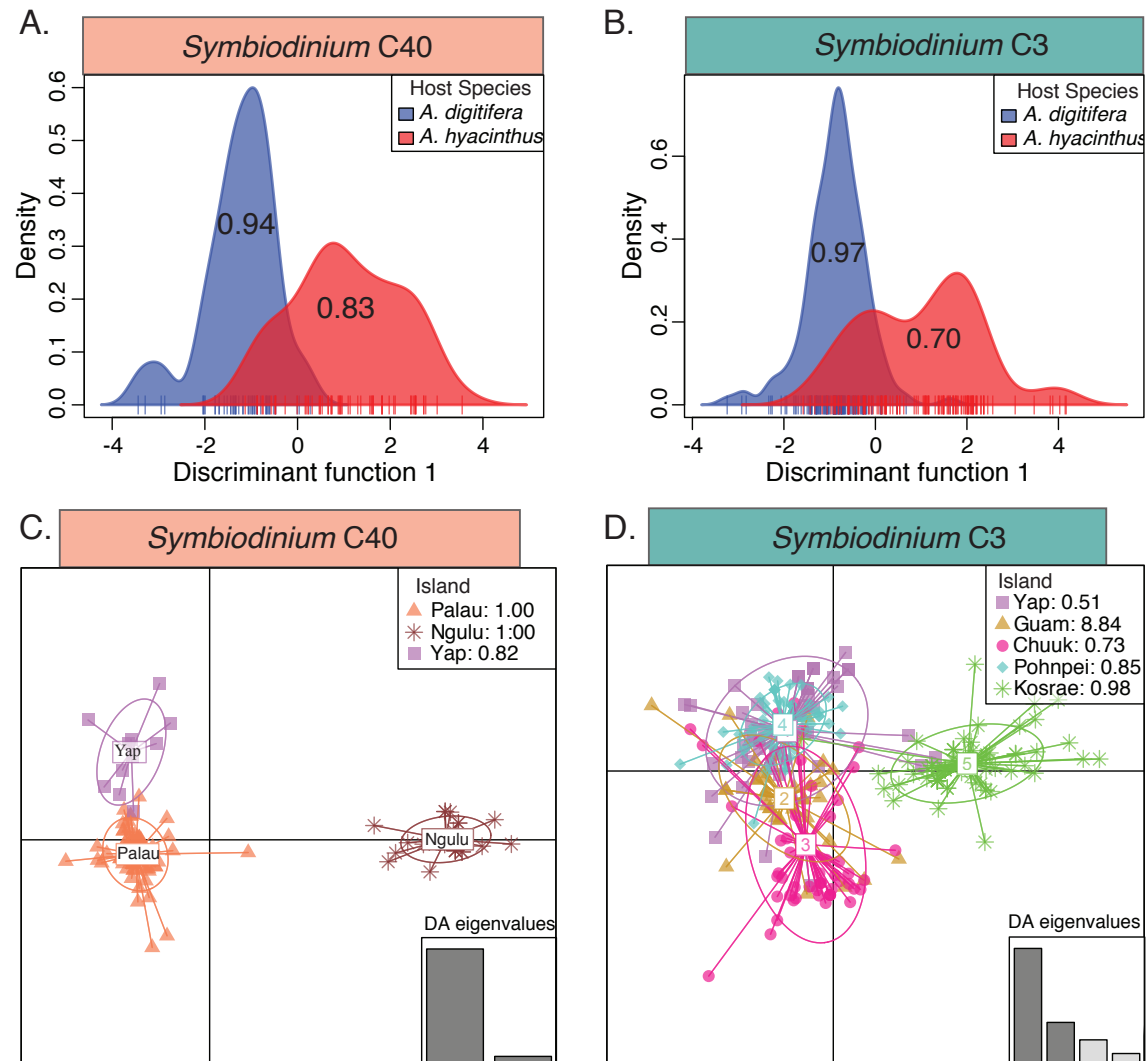 A.
Symbiodinium C40
Host Species
A. digitifera
A. hyacinthus
0.94
0.83
Density
0.0
0.1
0.2
0.3
0.4
0.5
0.6
-4
-2
0
2
4
Discriminant function 1
B.
Symbiodinium C3
Host Species
A. digitifera
A. hyacinthus
0.97
0.70
Density
0.0
0.2
0.4
0.6
-4
-2
0
2
4
Discriminant function 1
C.
Symbiodinium C40
Island
Palau: 1.00
Ngulu: 1:00
Yap: 0.82
Yap
Palau
Ngulu
DA eigenvalues
D.
Symbiodinium C3
Island
Yap: 0.51
Guam: 8.84
Chuuk: 0.73
Pohnpei: 0.85
Kosrae: 0.98
4
5
2
3
DA eigenvalues